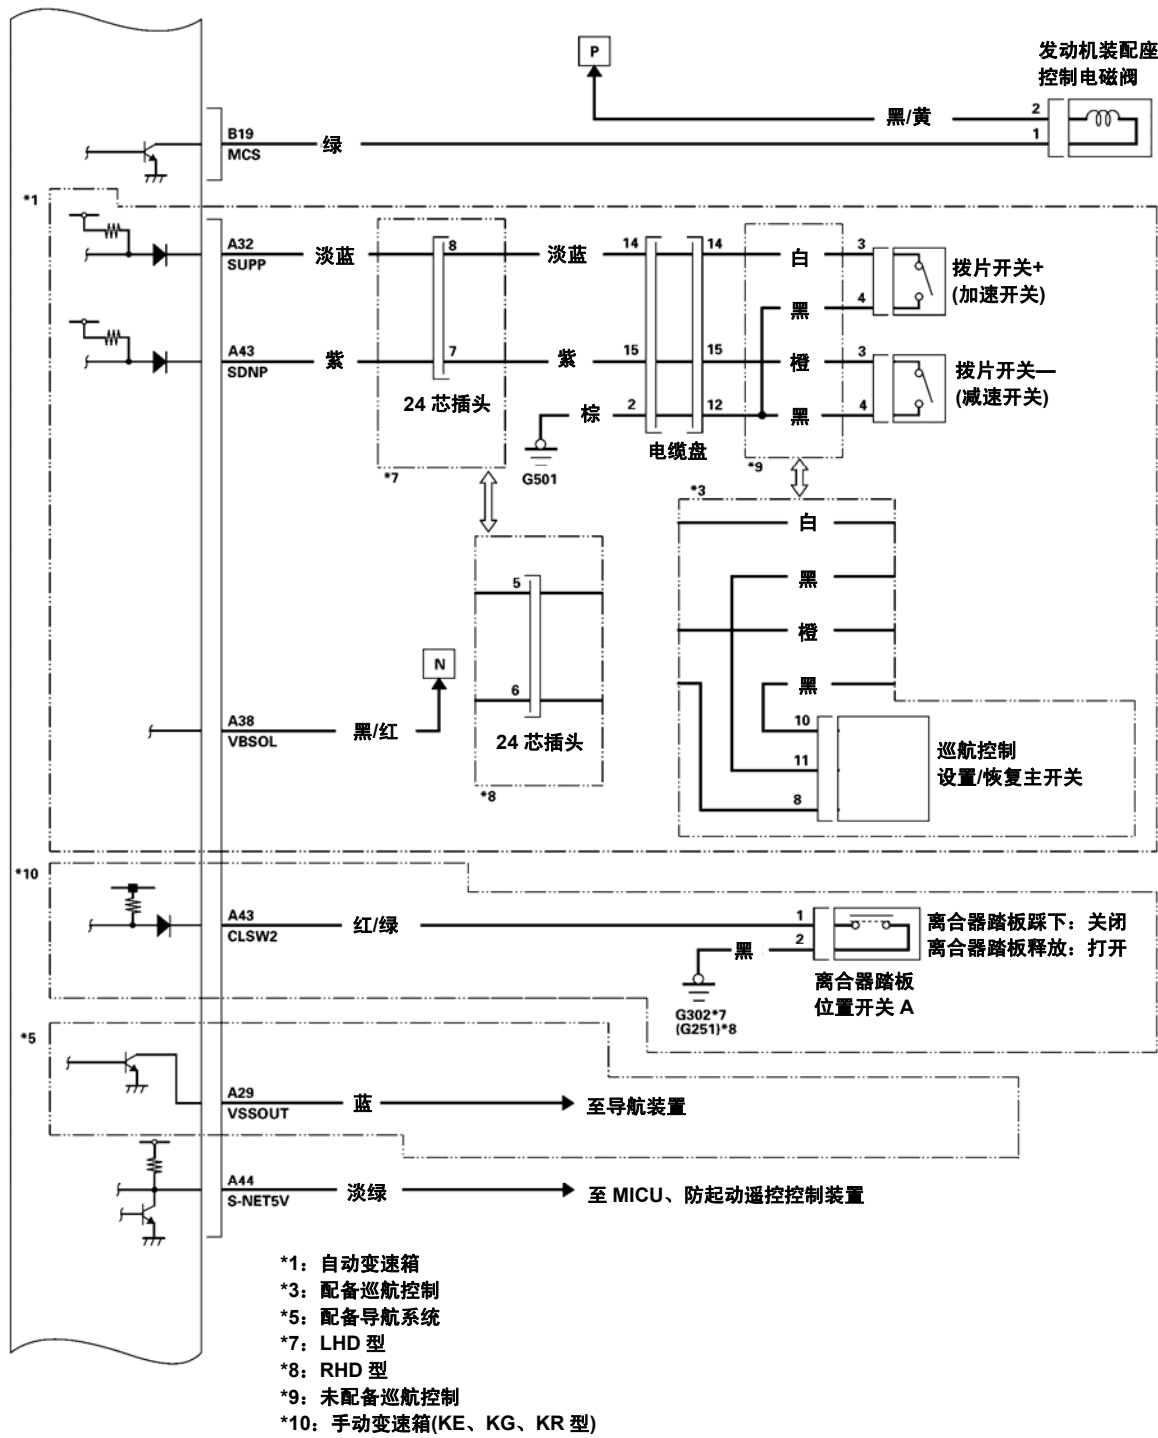 P
发动机装配座
控制电磁阀
黑/黄
2
1
B19
MCS
绿
*1
A32
SUPP
淡蓝
8
淡蓝
14
14
白
3
拨片开关+
(加速开关)
黑
4
A43
SDNP
紫
7
紫
15
15
橙
3
拨片开关—
(减速开关)
24 芯插头
棕
2
12
黑
4
G501
电缆盘
*7
*9
*3
白
5
黑
橙
N
6
黑
A38
VBSOL
黑/红
24 芯插头
10
11
8
巡航控制
设置/恢复主开关
*8
*10
A43
CLSW2
红/绿
1
2
黑
离合器踏板踩下：关闭
离合器踏板释放：打开
离合器踏板
位置开关 A
G302*7
(G251)*8
*5
A29
VSSOUT
蓝
至导航装置
A44
S-NET5V
淡绿
至 MICU、防起动遥控控制装置
*1：自动变速箱
*3：配备巡航控制
*5：配备导航系统
*7：LHD 型
*8：RHD 型
*9：未配备巡航控制
*10：手动变速箱(KE、KG、KR 型)